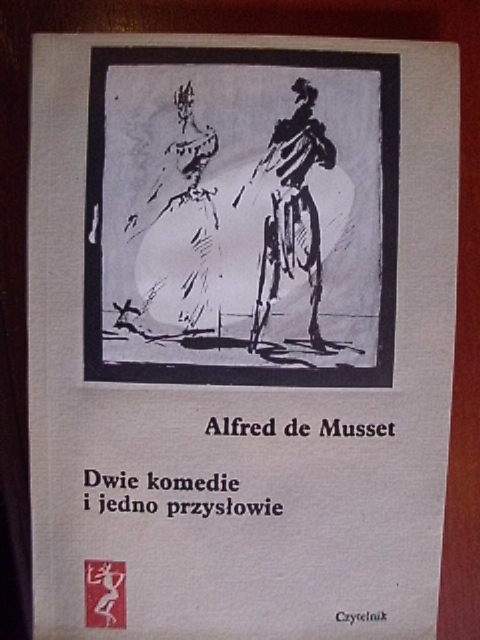 Alfred de Musset
Dwie komedie
i jedno przysłowie
Czytelnik